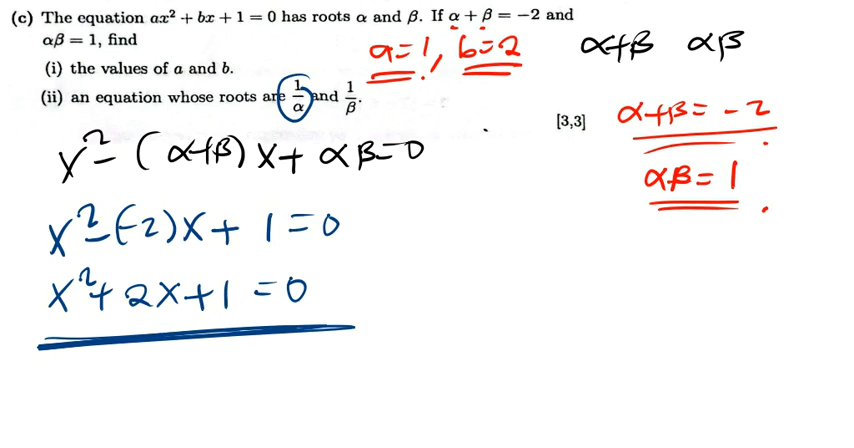 (c) The equation ax² + bx + 1 = 0 has roots α and β. If α + β = −2 and
αβ = 1, find
(i) the values of a and b.
(ii) an equation whose roots are 1/α and 1/β.
[3,3]
a=1, b=2
α+β αβ
α+β = -2
αβ = 1
x² - (α+β)x + αβ = 0
x² - (-2)x + 1 = 0
x² + 2x + 1 = 0